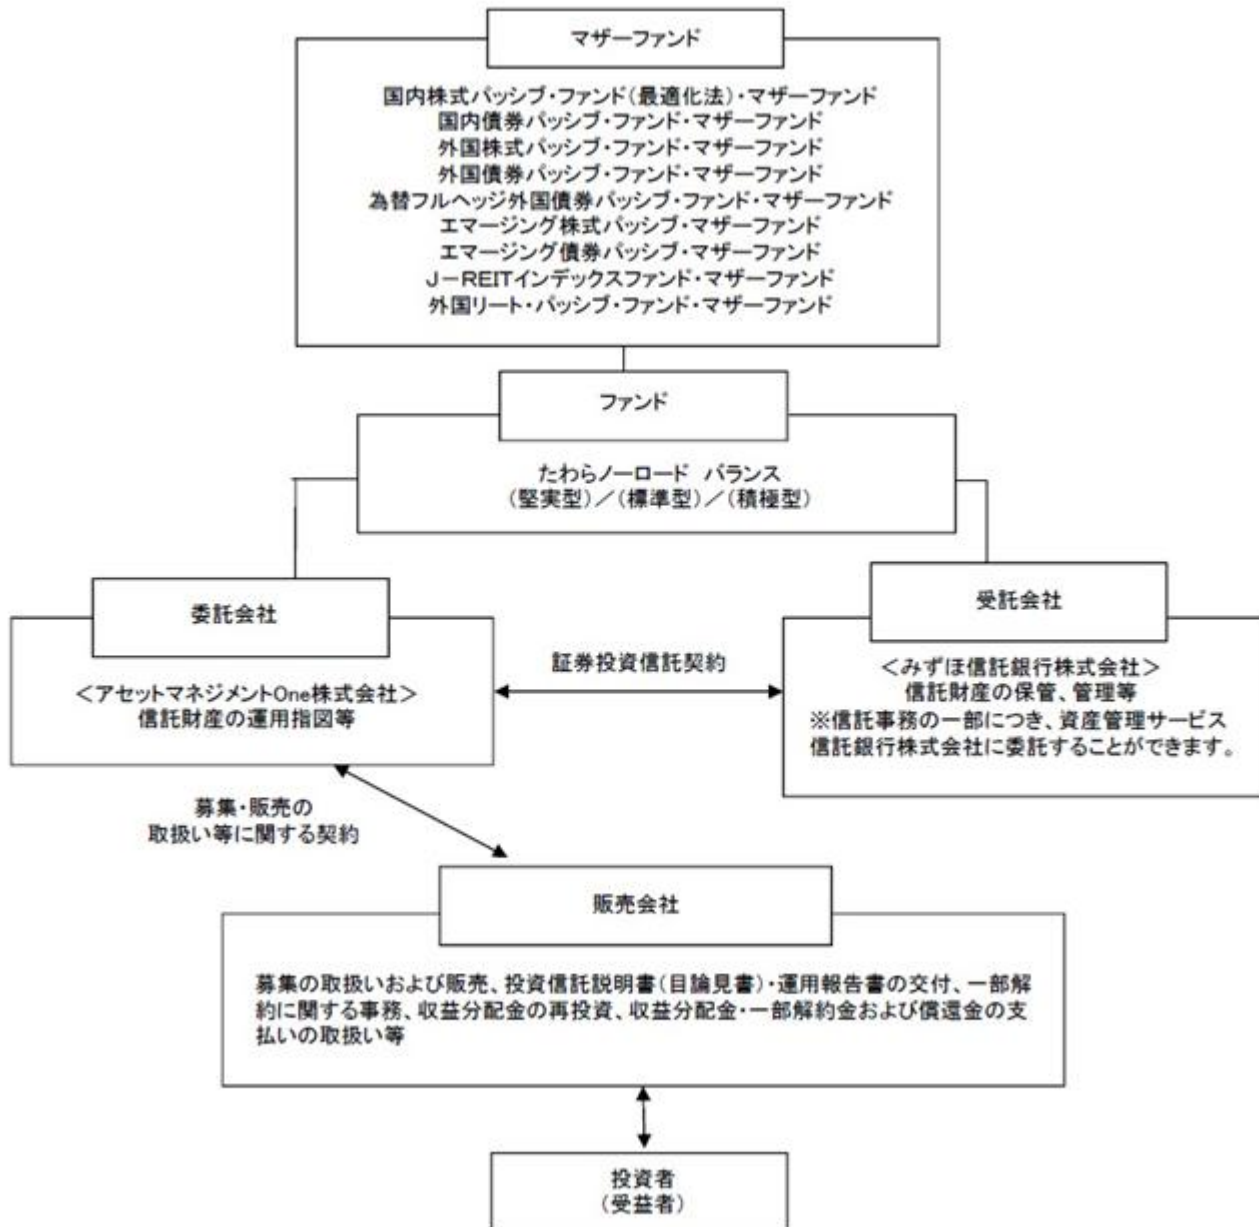 マザーファンド
国内株式パッシブ・ファンド(最適化法)・マザーファンド
国内債券パッシブ・ファンド・マザーファンド
外国株式パッシブ・ファンド・マザーファンド
外国債券パッシブ・ファンド・マザーファンド
為替フルヘッジ外国債券パッシブ・ファンド・マザーファンド
エマージング株式パッシブ・マザーファンド
エマージング債券パッシブ・マザーファンド
J-REITインデックスファンド・マザーファンド
外国リート・パッシブ・ファンド・マザーファンド
ファンド
たわらノーロード バランス
(堅実型)/(標準型)/(積極型)
委託会社
<アセットマネジメントOne株式会社>
信託財産の運用指図等
証券投資信託契約
受託会社
<みずほ信託銀行株式会社>
信託財産の保管、管理等
※信託事務の一部につき、資産管理サービス
信託銀行株式会社に委託することができます。
募集・販売の
取扱い等に関する契約
販売会社
募集の取扱いおよび販売、投資信託説明書(目論見書)・運用報告書の交付、一部解
約に関する事務、収益分配金の再投資、収益分配金・一部解約金および償還金の支
払いの取扱い等
投資者
(受益者)